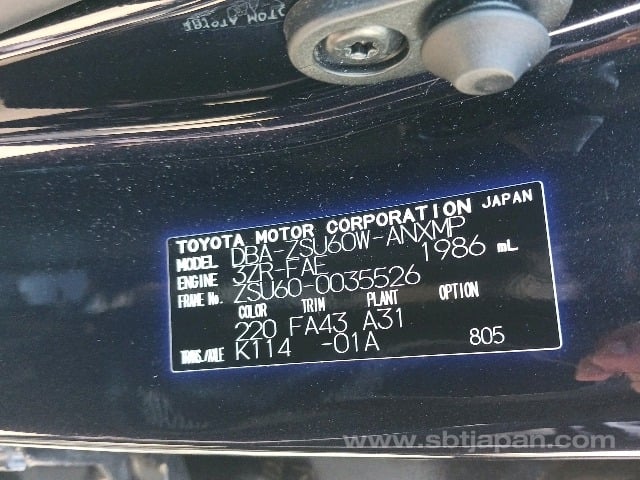 TOYOTA MOTOR CORPORATION JAPAN
MODEL DBA-ZSU60W-ANXMP
ENGINE 3ZR-FAE 1986 mL
FRAME No. ZSU60-0035526
COLOR TRIM PLANT OPTION
220 FA43 A31
TRANS./AXLE K114 -01A 805
www.sbtjapan.com